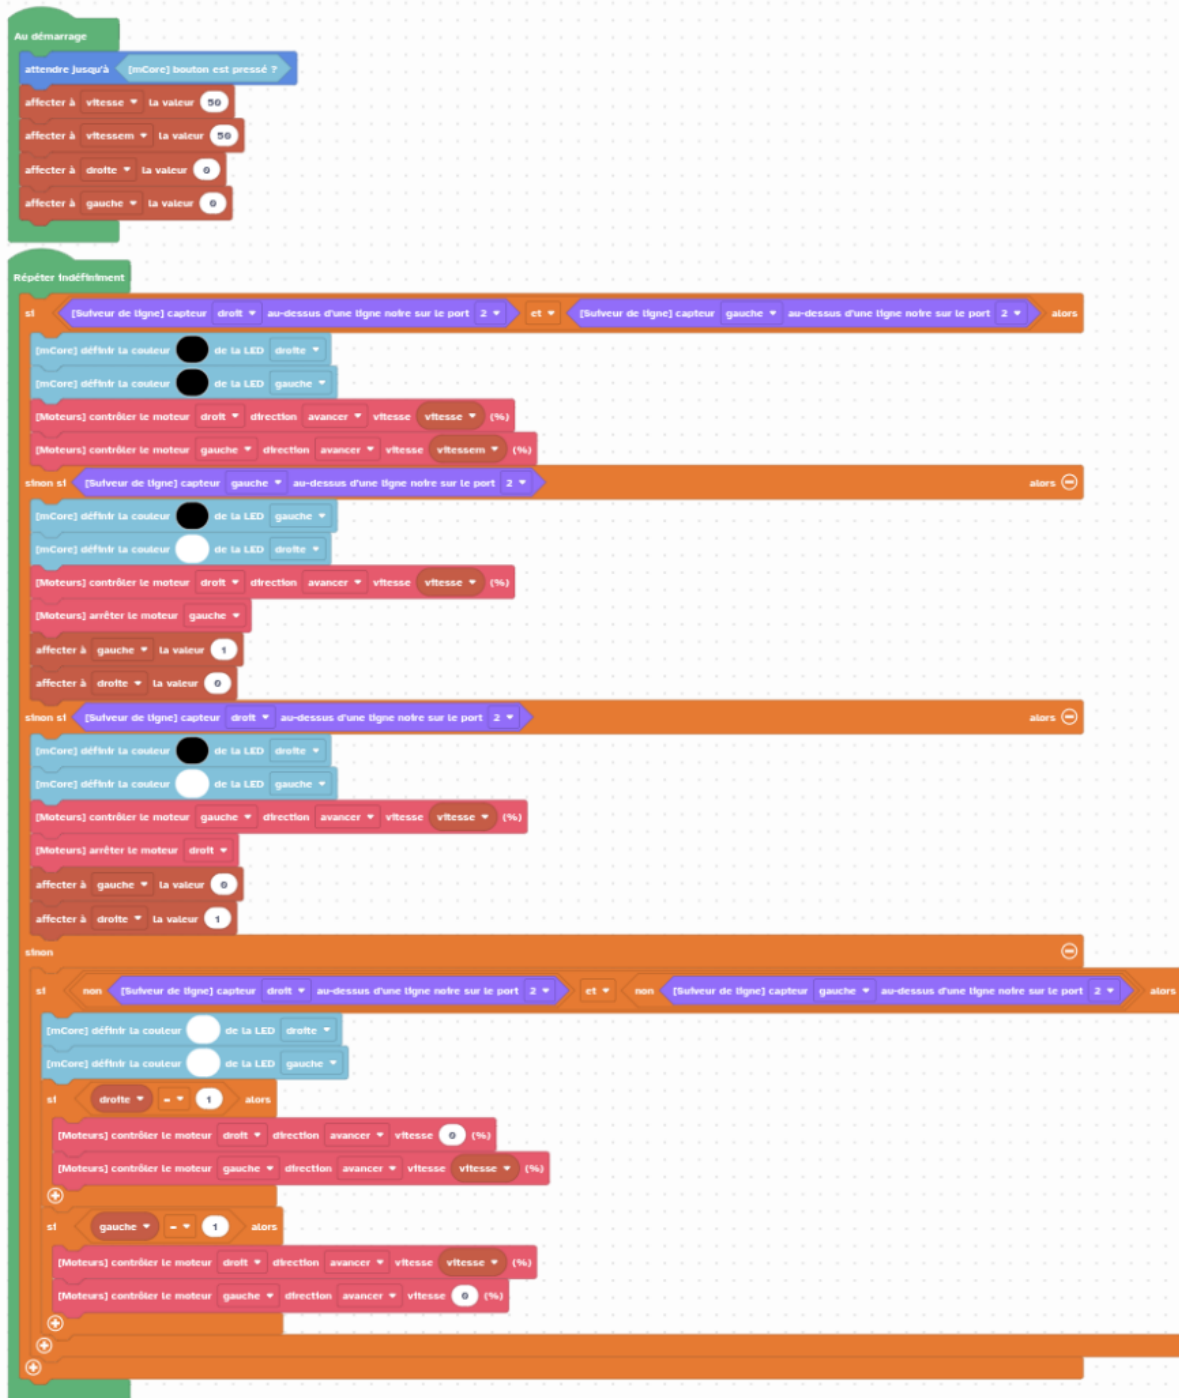 Au démarrage
attendre jusqu'à [mCore] bouton est pressé ?
affecter à vitesse la valeur 50
affecter à vitessem la valeur 50
affecter à droite la valeur 0
affecter à gauche la valeur 0
Répéter indéfiniment
si [Suiveur de ligne] capteur droit au-dessus d'une ligne noire sur le port 2 et [Suiveur de ligne] capteur gauche au-dessus d'une ligne noire sur le port 2 alors
[mCore] définir la couleur de la LED droite
[mCore] définir la couleur de la LED gauche
[Moteurs] contrôler le moteur droit direction avancer vitesse vitesse (%)
[Moteurs] contrôler le moteur gauche direction avancer vitesse vitessem (%)
sinon si [Suiveur de ligne] capteur gauche au-dessus d'une ligne noire sur le port 2 alors
[mCore] définir la couleur de la LED gauche
[mCore] définir la couleur de la LED droite
[Moteurs] contrôler le moteur droit direction avancer vitesse vitesse (%)
[Moteurs] arrêter le moteur gauche
affecter à gauche la valeur 1
affecter à droite la valeur 0
sinon si [Suiveur de ligne] capteur droit au-dessus d'une ligne noire sur le port 2 alors
[mCore] définir la couleur de la LED droite
[mCore] définir la couleur de la LED gauche
[Moteurs] contrôler le moteur gauche direction avancer vitesse vitesse (%)
[Moteurs] arrêter le moteur droit
affecter à gauche la valeur 0
affecter à droite la valeur 1
sinon
si non [Suiveur de ligne] capteur droit au-dessus d'une ligne noire sur le port 2 et non [Suiveur de ligne] capteur gauche au-dessus d'une ligne noire sur le port 2 alors
[mCore] définir la couleur de la LED droite
[mCore] définir la couleur de la LED gauche
si droite = 1 alors
[Moteurs] contrôler le moteur droit direction avancer vitesse 0 (%)
[Moteurs] contrôler le moteur gauche direction avancer vitesse vitesse (%)
si gauche = 1 alors
[Moteurs] contrôler le moteur droit direction avancer vitesse vitesse (%)
[Moteurs] contrôler le moteur gauche direction avancer vitesse 0 (%)